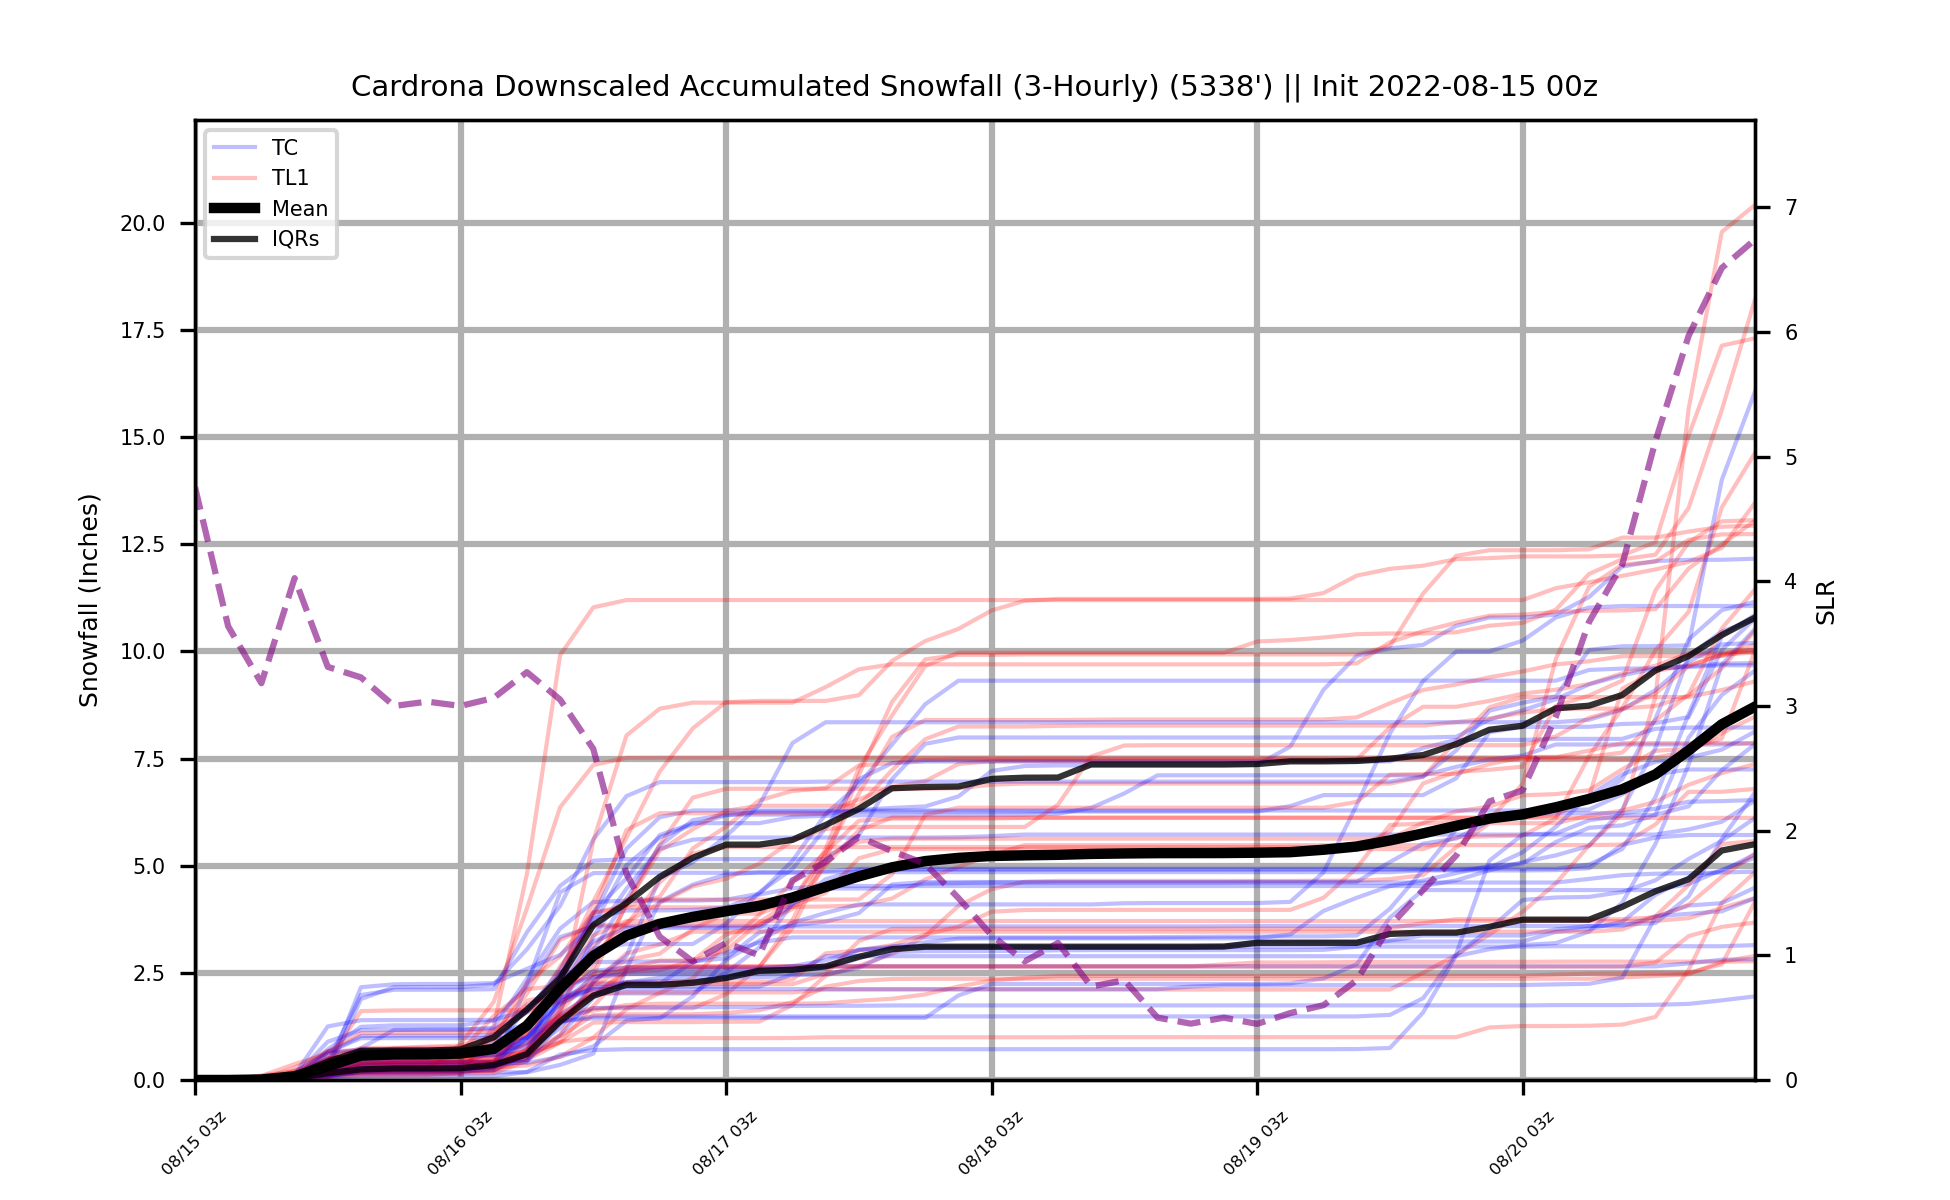 Cardrona Downscaled Accumulated Snowfall (3-Hourly) (5338') || Init 2022-08-15 00z
TC
TL1
Mean
IQRs
Snowfall (Inches)
20.0
17.5
15.0
12.5
10.0
7.5
5.0
2.5
0.0
7
6
5
4
3
2
1
0
SLR
08/15 03z
08/16 03z
08/17 03z
08/18 03z
08/19 03z
08/20 03z